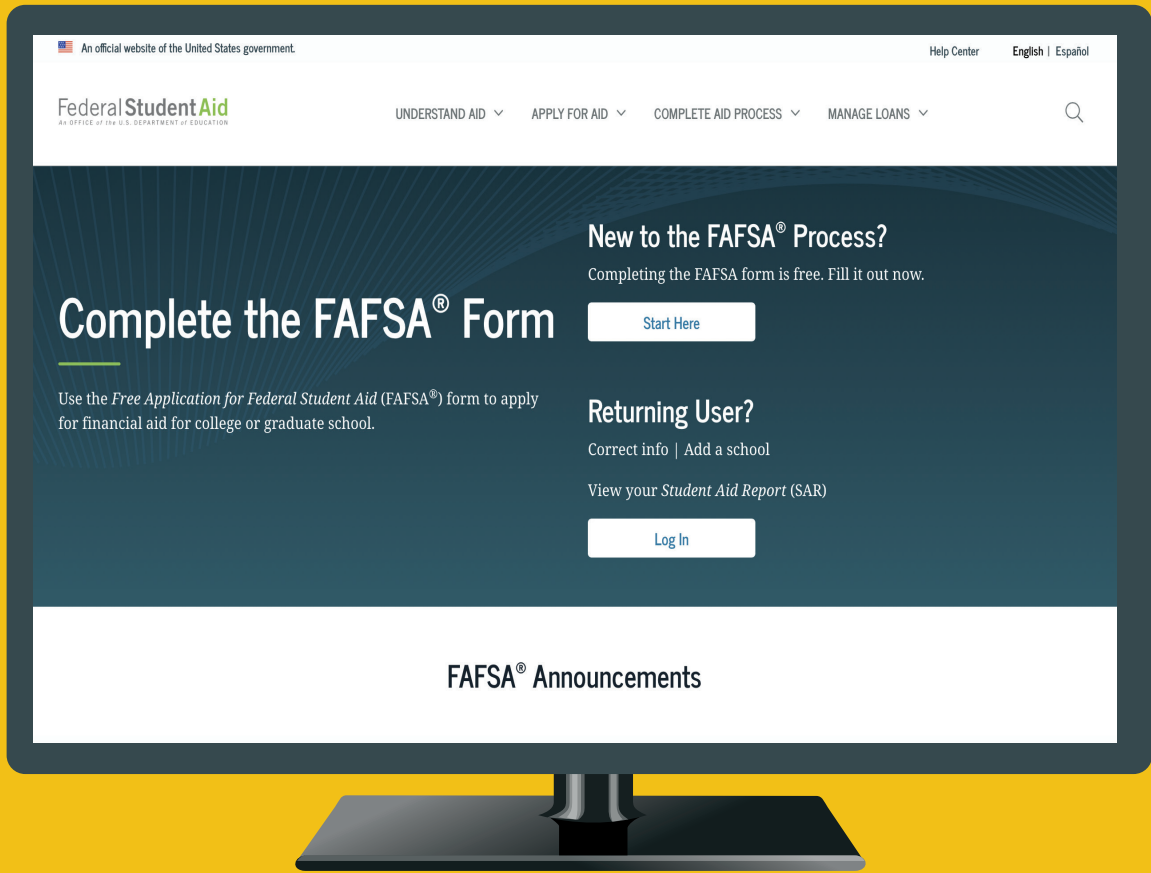 An official website of the United States government.
Help Center English | Español
Federal Student Aid
An OFFICE of the U.S. DEPARTMENT of EDUCATION
UNDERSTAND AID APPLY FOR AID COMPLETE AID PROCESS MANAGE LOANS
Complete the FAFSA® Form
Use the Free Application for Federal Student Aid (FAFSA®) form to apply
for financial aid for college or graduate school.
New to the FAFSA® Process?
Completing the FAFSA form is free. Fill it out now.
Start Here
Returning User?
Correct info | Add a school
View your Student Aid Report (SAR)
Log In
FAFSA® Announcements